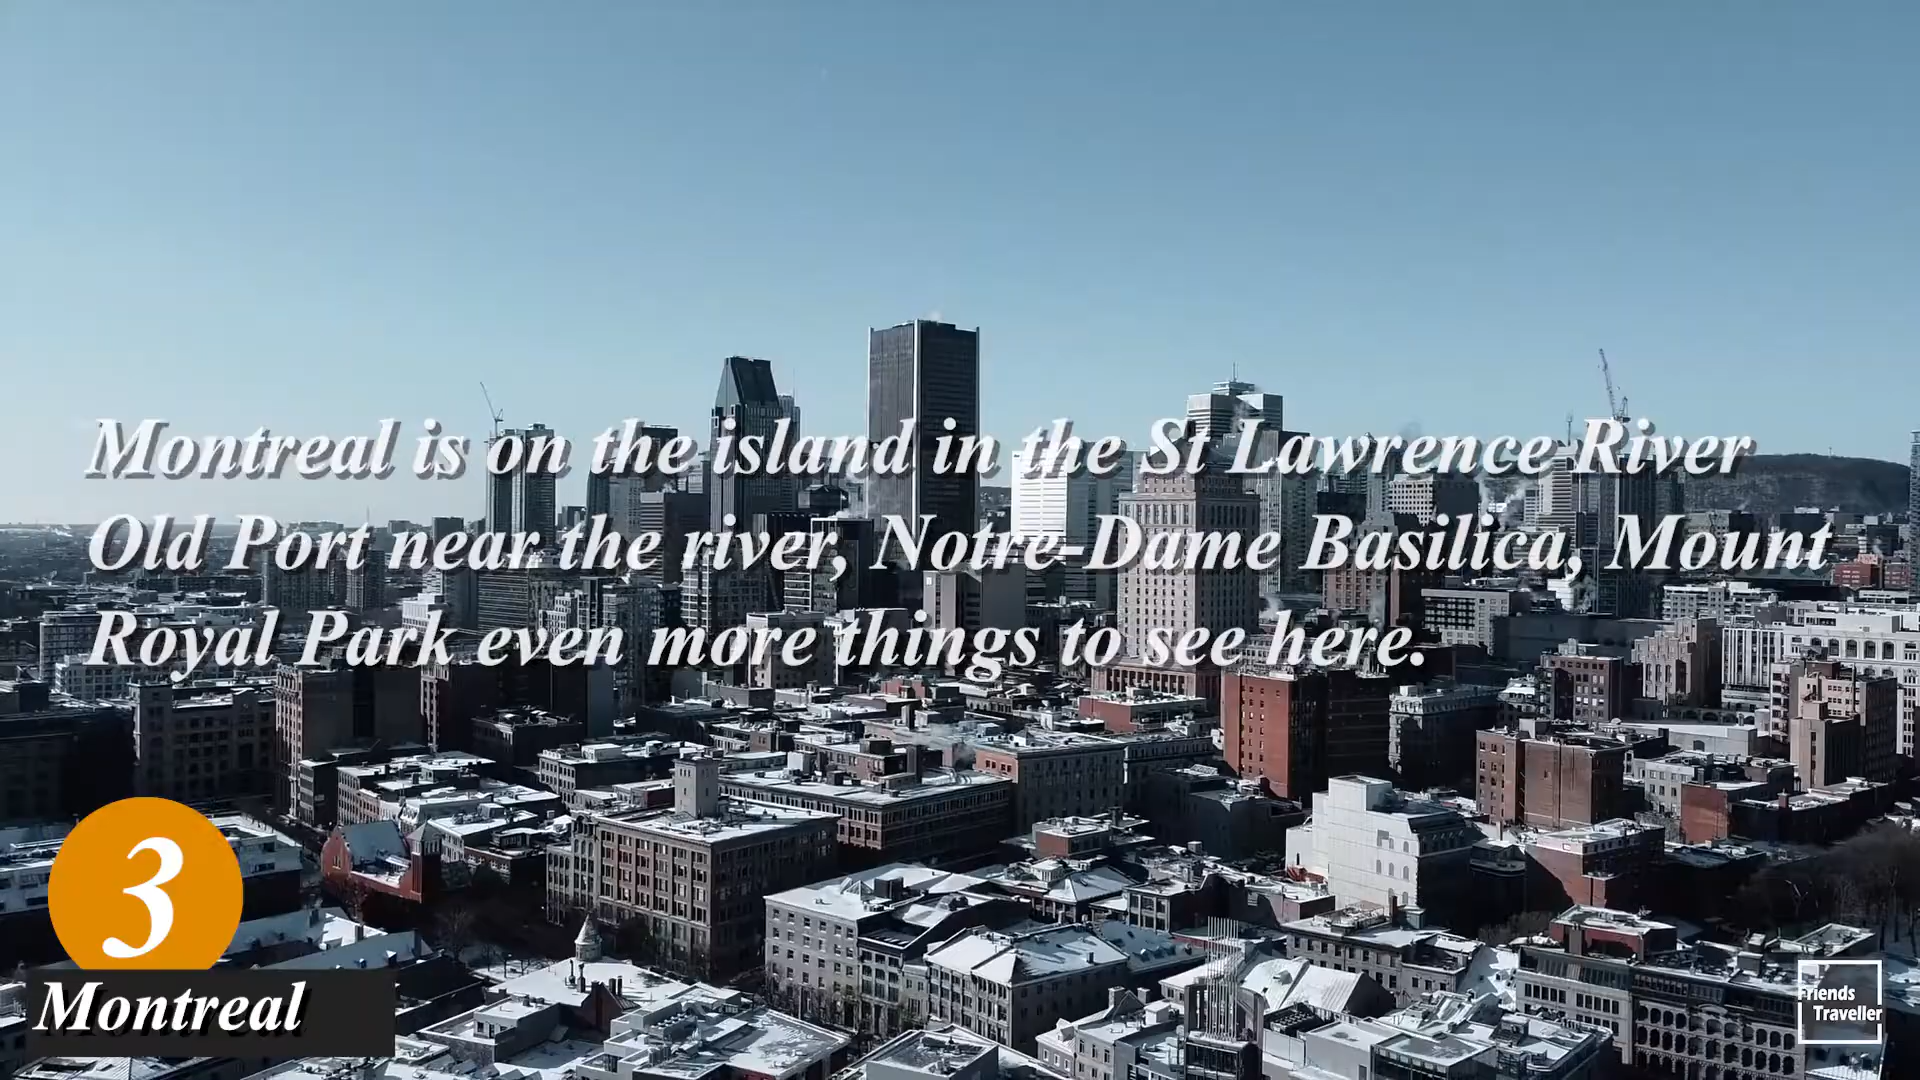 Montreal is on the island in the St Lawrence River
Old Port near the river, Notre-Dame Basilica, Mount
Royal Park even more things to see here.
3
Montreal
Friends
Traveller